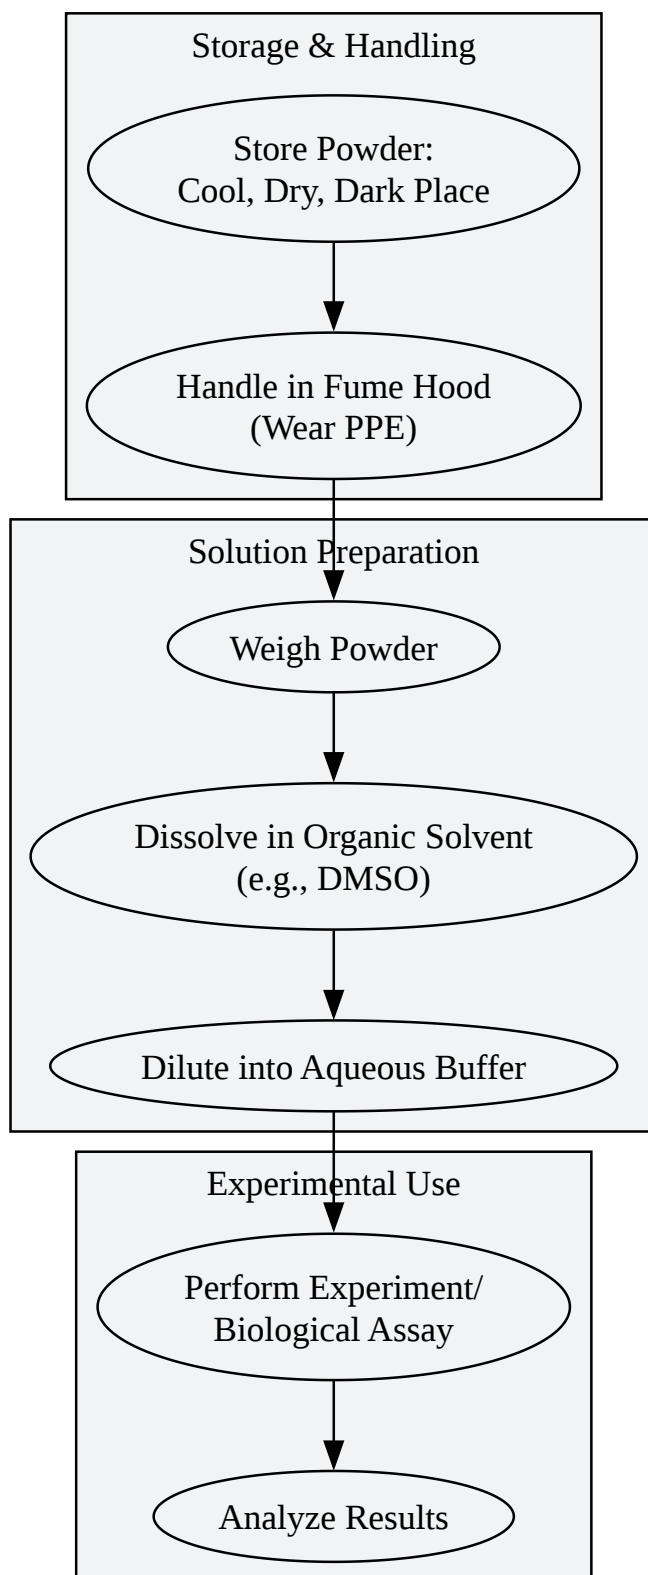 Storage & Handling
Store Powder:
Cool, Dry, Dark Place
Handle in Fume Hood
(Wear PPE)
Solution Preparation
Weigh Powder
Dissolve in Organic Solvent
(e.g., DMSO)
Dilute into Aqueous Buffer
Experimental Use
Perform Experiment/
Biological Assay
Analyze Results